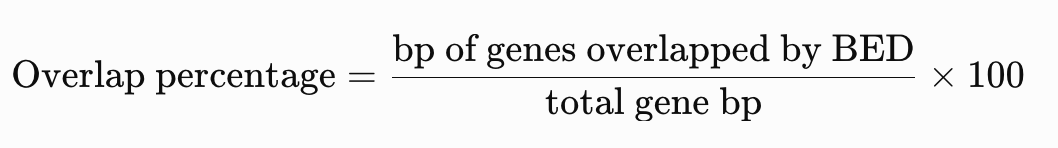 Overlap percentage = bp of genes overlapped by BED / total gene bp × 100